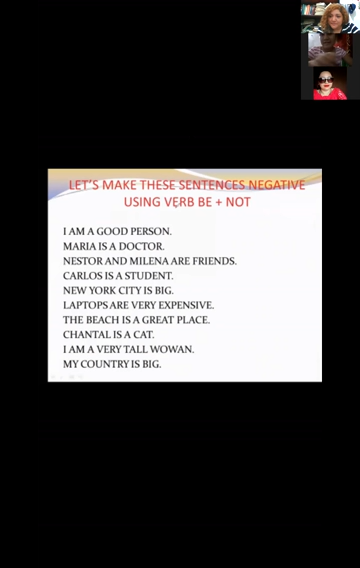 LET'S MAKE THESE SENTENCES NEGATIVE
USING VERB BE + NOT
I AM A GOOD PERSON.
MARIA IS A DOCTOR.
NESTOR AND MILENA ARE FRIENDS.
CARLOS IS A STUDENT.
NEW YORK CITY IS BIG.
LAPTOPS ARE VERY EXPENSIVE.
THE BEACH IS A GREAT PLACE.
CHANTAL IS A CAT.
I AM A VERY TALL WOWAN.
MY COUNTRY IS BIG.